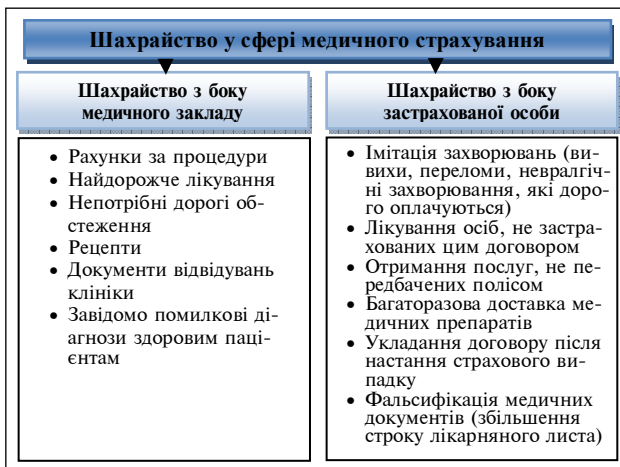 Шахрайство у сфері медичного страхування
Шахрайство з боку
медичного закладу
• Рахунки за процедури
• Найдорожче лікування
• Непотрібні дорогі об-
стеження
• Рецепти
• Документи відвідувань
клініки
• Завідомо помилкові ді-
агнози здоровим паці-
єнтам
Шахрайство з боку
застрахованої особи
• Імітація захворювань (ви-
вихи, переломи, невралгіч-
ні захворювання, які доро-
го оплачуються)
• Лікування осіб, не застра-
хованих цим договором
• Отримання послуг, не пе-
редбачених полісом
• Багаторазова доставка ме-
дичних препаратів
• Укладання договору після
настання страхового ви-
падку
• Фальсифікація медичних
документів (збільшення
строку лікарняного листа)